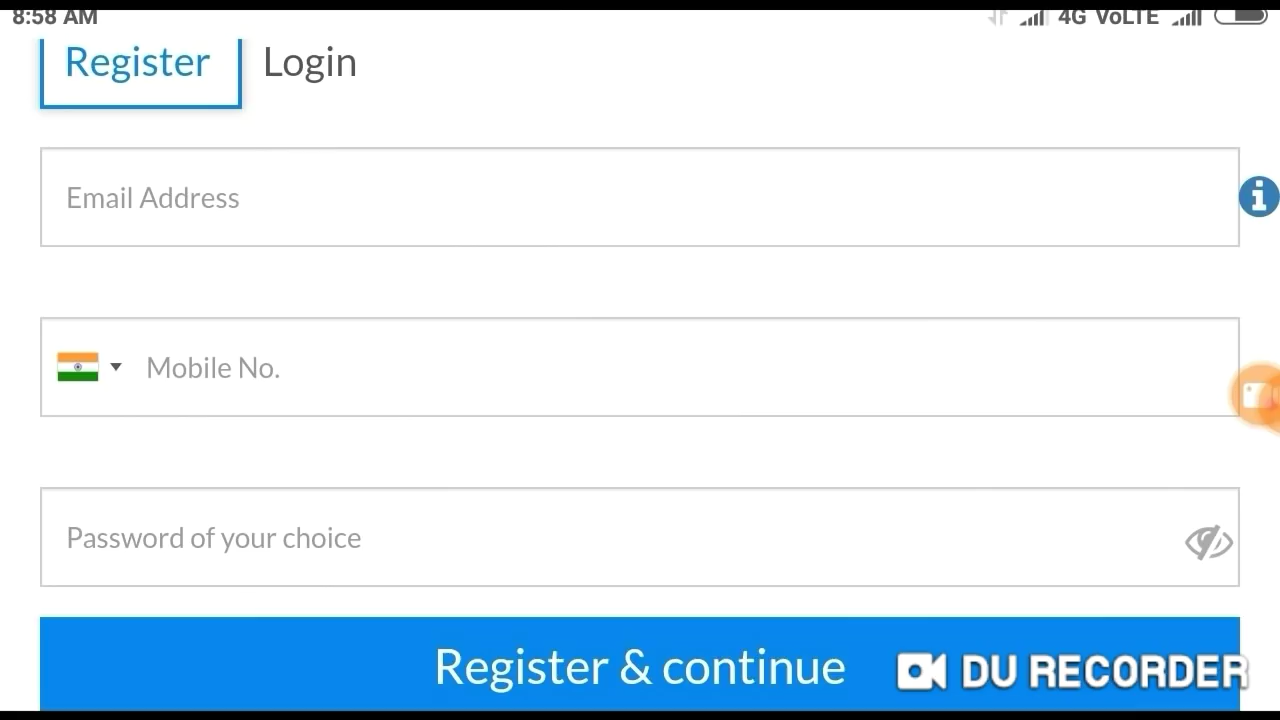 8:58 AM 4G VoLTE
Register Login
Email Address
Mobile No.
Password of your choice
Register & continue
DU RECORDER